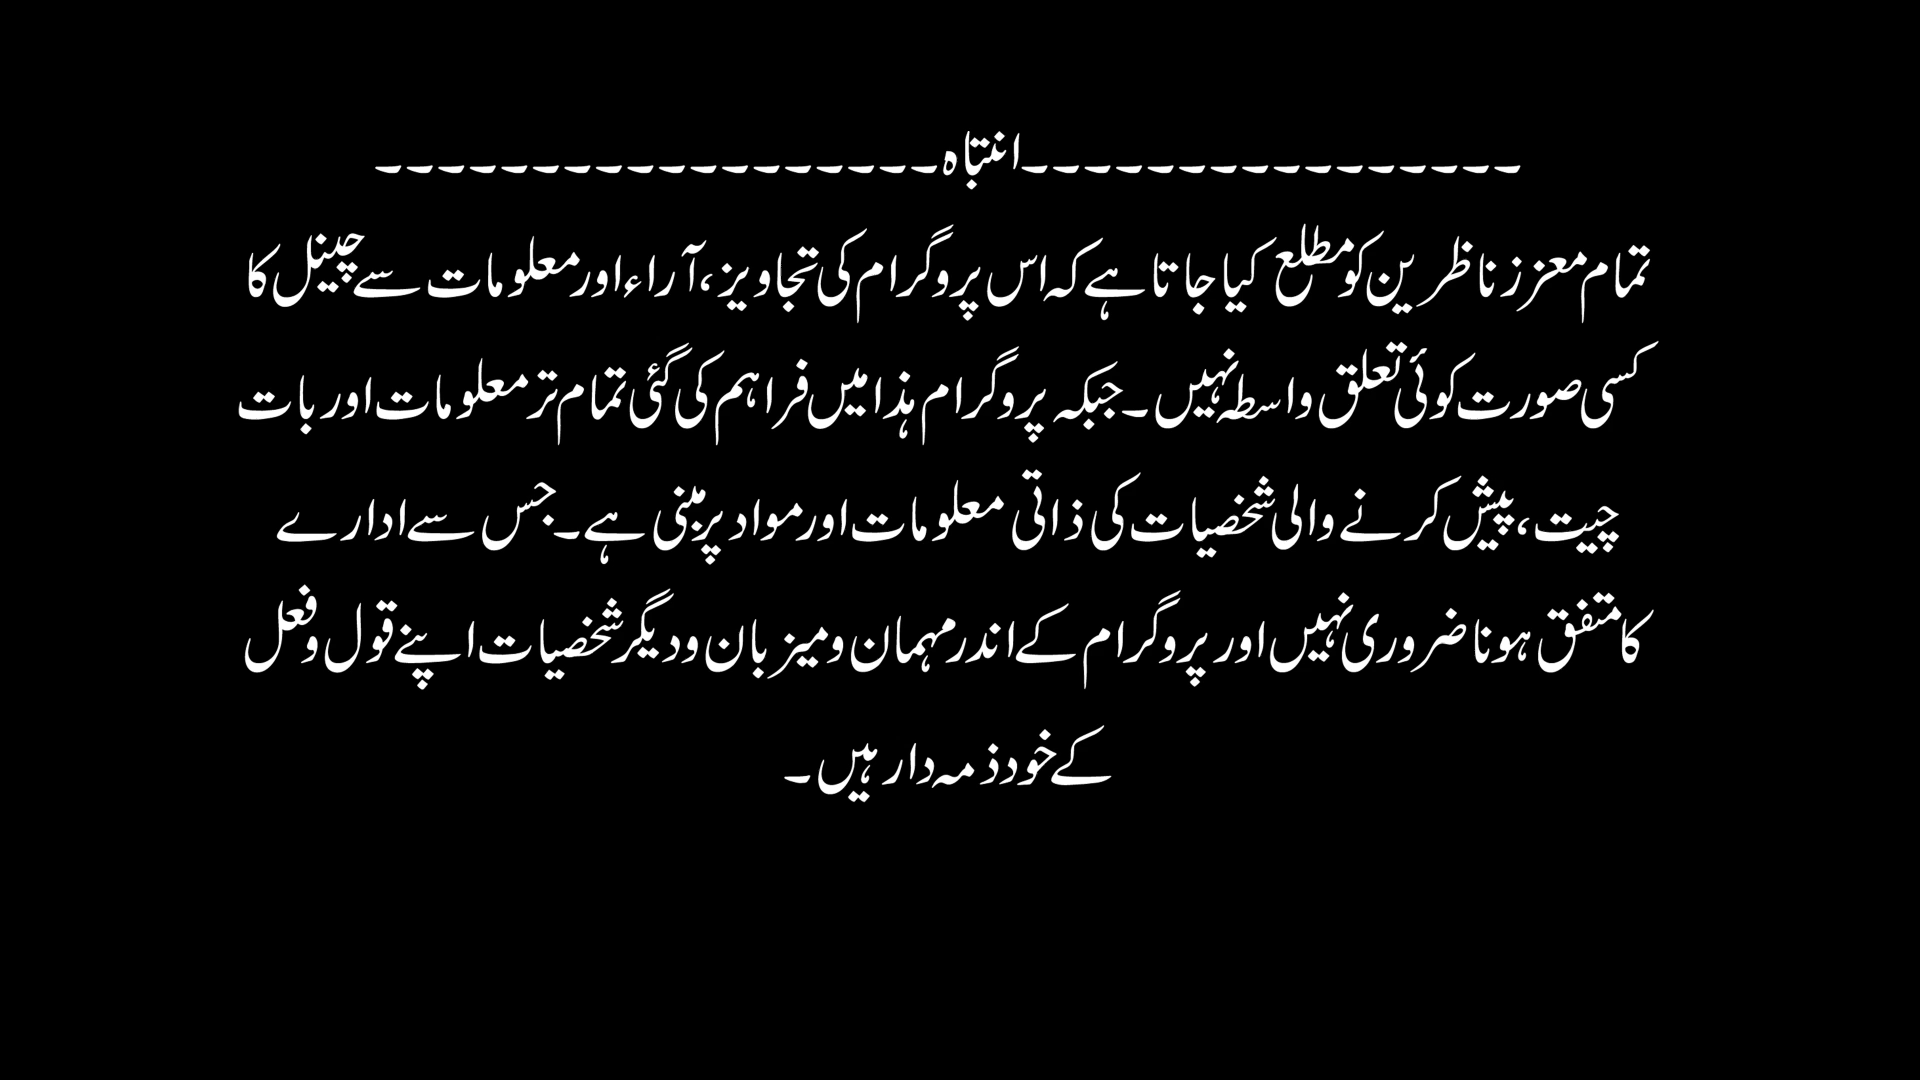 ۔۔۔۔۔۔۔۔۔۔۔۔۔۔۔۔انتباہ۔۔۔۔۔۔۔۔۔۔۔۔۔۔۔۔۔۔
تمام معزز ناظرین کو مطلع کیا جاتا ہے کہ اس پروگرام کی تجاویز، آراء اور معلومات سے چینل کا
کسی صورت کوئی تعلق واسطہ نہیں۔ جبکہ پروگرام ہذا میں فراہم کی گئی تمام تر معلومات اور بات
چیت، پیش کرنے والی شخصیات کی ذاتی معلومات اور مواد پر مبنی ہے۔ جس سے ادارے
کا متفق ہونا ضروری نہیں اور پروگرام کے اندر مہمان و میزبان و دیگر شخصیات اپنے قول و فعل
کے خود ذمہ دار ہیں۔